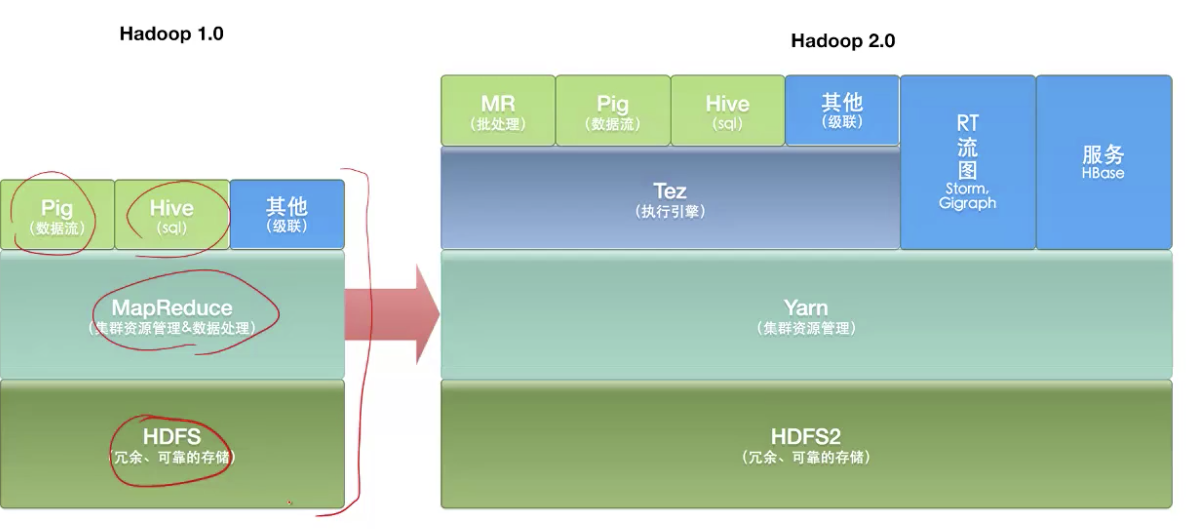 Hadoop 1.0
Pig
(数据流)
Hive
(sql)
其他
(级联)
MapReduce
(集群资源管理&数据处理)
HDFS
(冗余、可靠的存储)
Hadoop 2.0
MR
(批处理)
Pig
(数据流)
Hive
(sql)
其他
(级联)
Tez
(执行引擎)
RT
流
图
Storm,
Gigraph
服务
HBase
Yarn
(集群资源管理)
HDFS2
(冗余、可靠的存储)